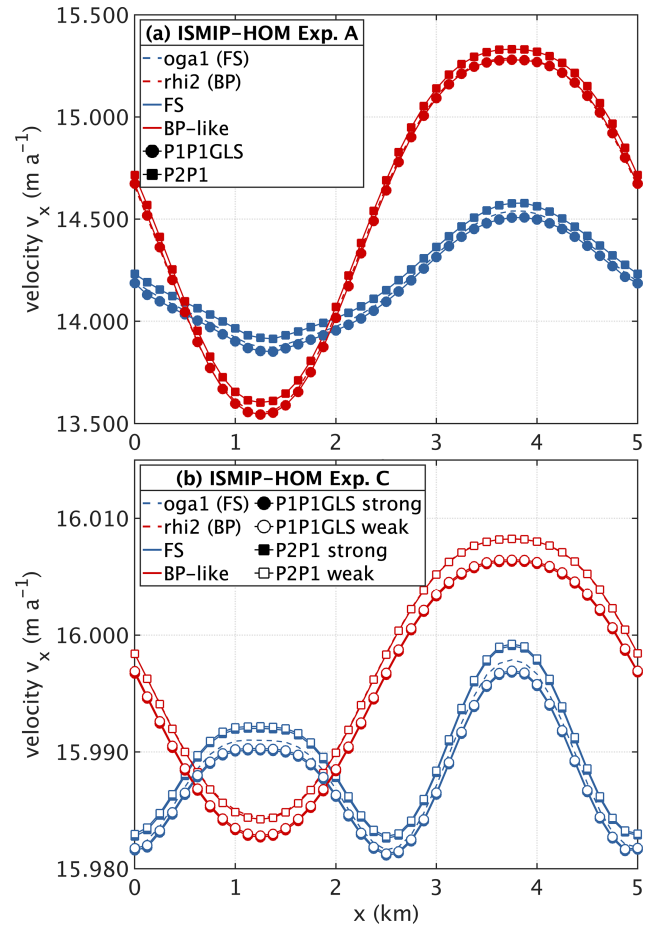 15.500
15.000
14.500
14.000
13.500
velocity v_x (m a⁻¹)
(a) ISMIP-HOM Exp. A
oga1 (FS)
rhi2 (BP)
FS
BP-like
P1P1GLS
P2P1
0 1 2 3 4 5
16.010
16.000
15.990
15.980
velocity v_x (m a⁻¹)
(b) ISMIP-HOM Exp. C
oga1 (FS) P1P1GLS strong
rhi2 (BP) P1P1GLS weak
FS P2P1 strong
BP-like P2P1 weak
0 1 2 3 4 5
x (km)